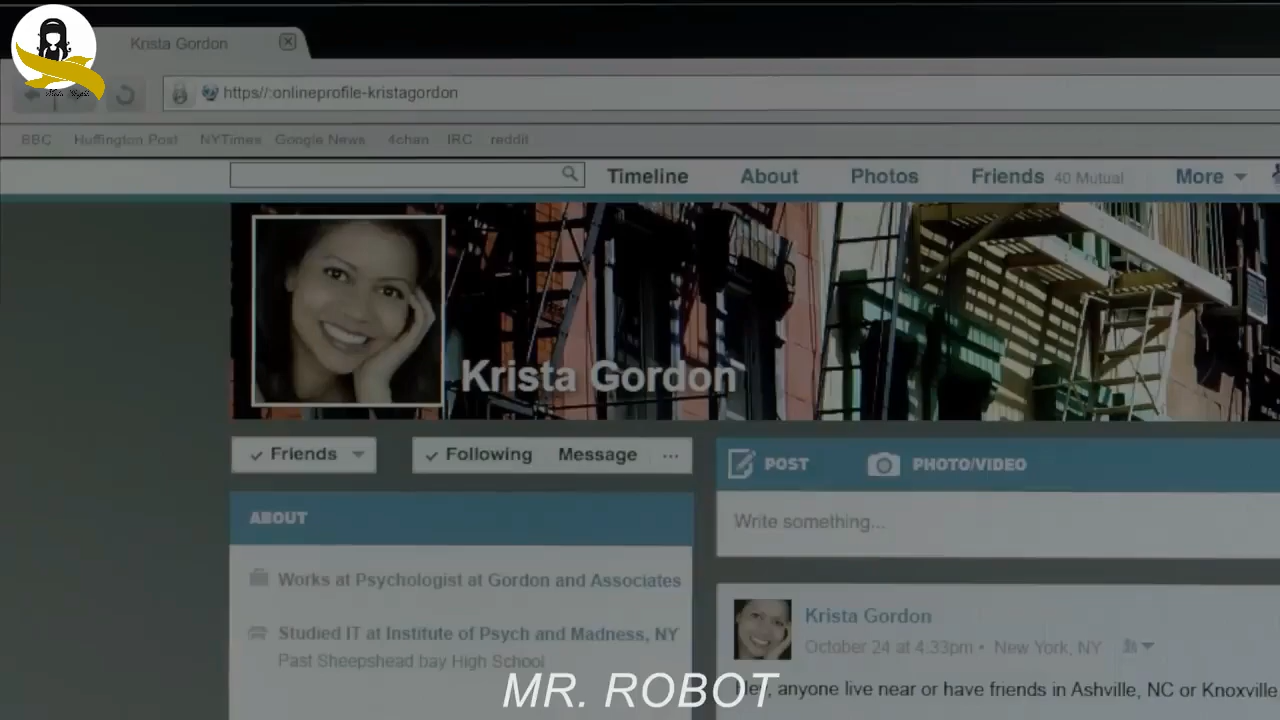 Krista Gordon
https//:onlineprofile-kristagordon
BBC Huffington Post NYTimes Google News 4chan IRC reddit
Timeline About Photos Friends 40 Mutual More
Krista Gordon
Friends Following Message ...
POST PHOTO/VIDEO
ABOUT
Write something...
Works at Psychologist at Gordon and Associates
Studied IT at Institute of Psych and Madness, NY
Past Sheepshead bay High School
Krista Gordon
October 24 at 4:33pm • New York, NY
Hey, anyone live near or have friends in Ashville, NC or Knoxville
MR. ROBOT